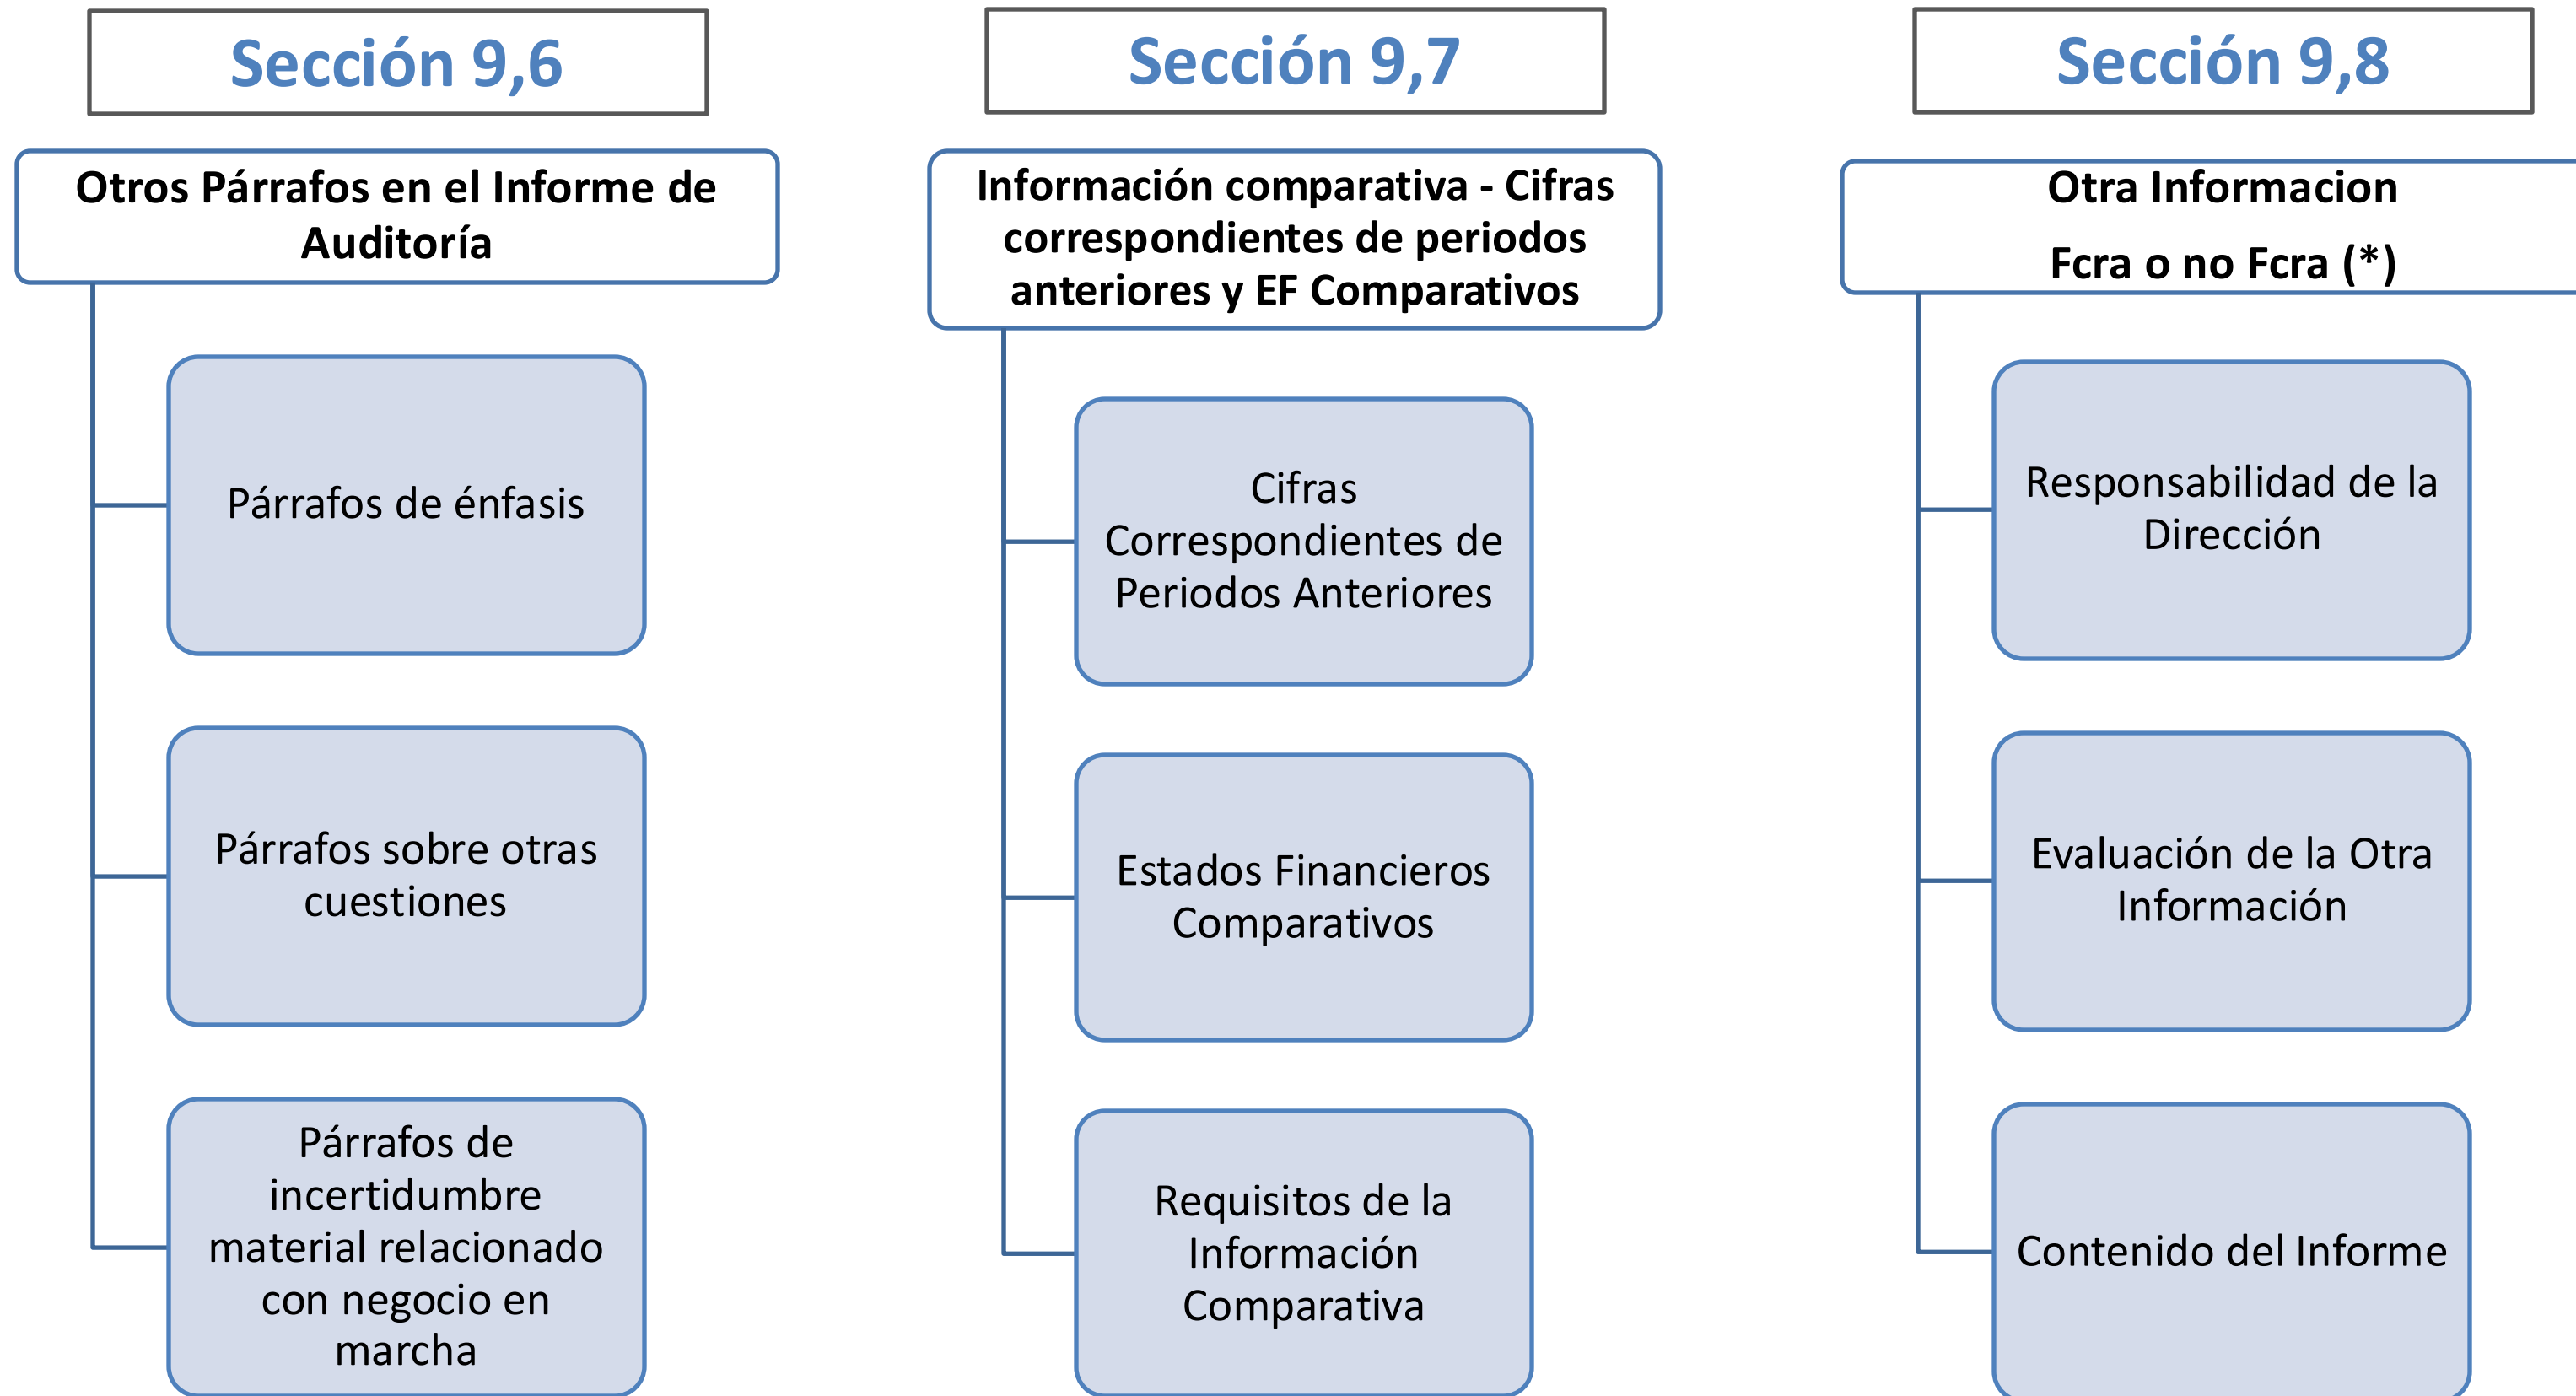 Sección 9,6
Otros Párrafos en el Informe de
Auditoría
Párrafos de énfasis
Párrafos sobre otras
cuestiones
Párrafos de
incertidumbre
material relacionado
con negocio en
marcha
Sección 9,7
Información comparativa - Cifras
correspondientes de periodos
anteriores y EF Comparativos
Cifras
Correspondientes de
Periodos Anteriores
Estados Financieros
Comparativos
Requisitos de la
Información
Comparativa
Sección 9,8
Otra Informacion
Fcra o no Fcra (*)
Responsabilidad de la
Dirección
Evaluación de la Otra
Información
Contenido del Informe